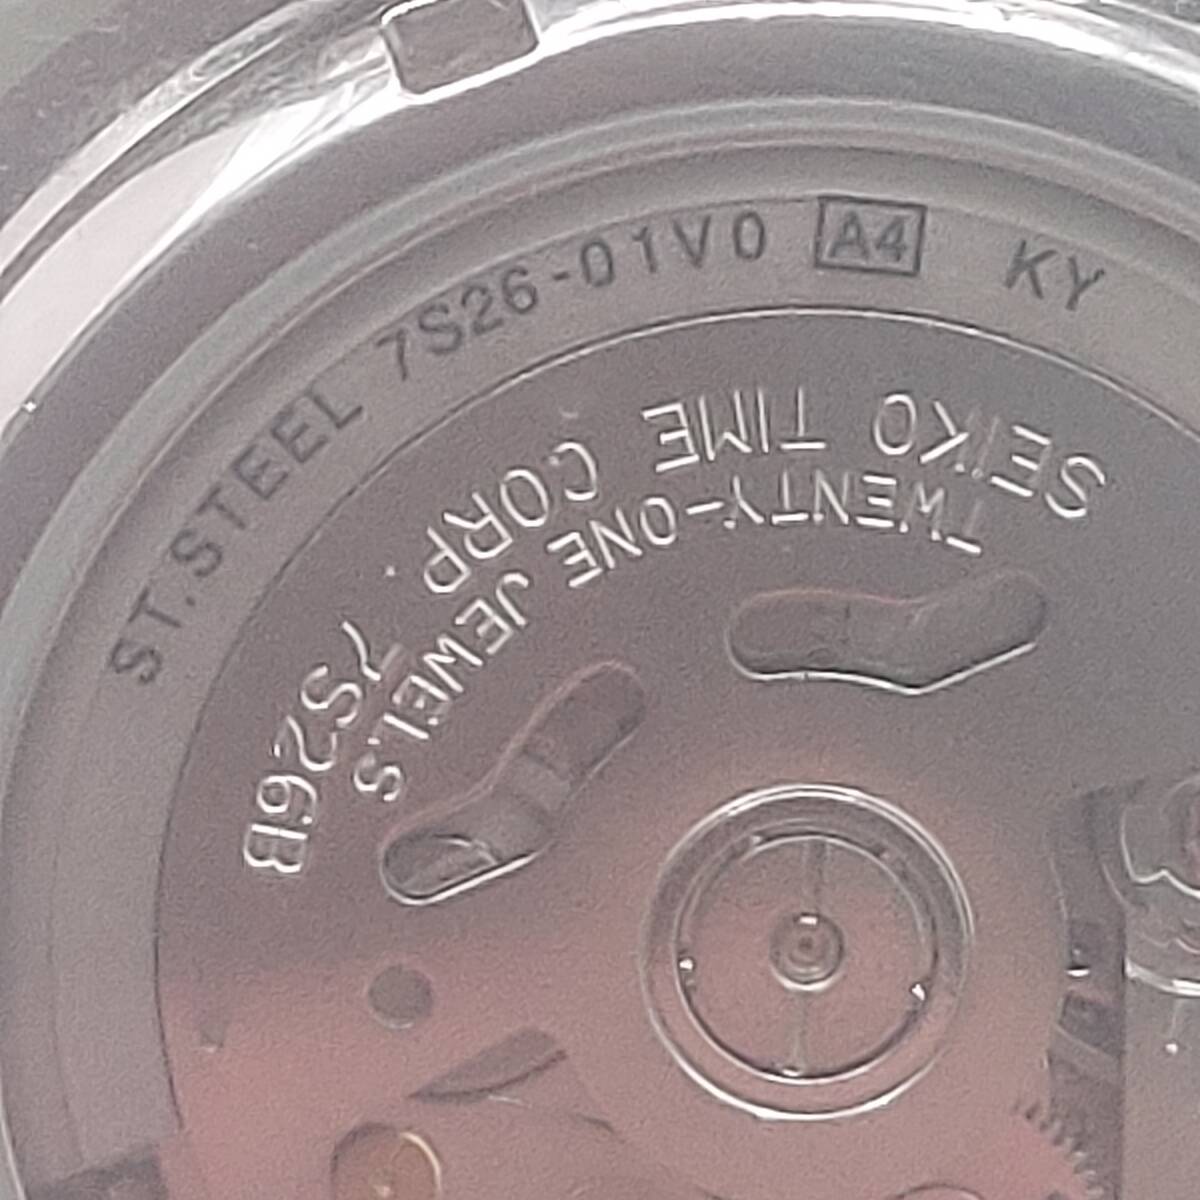 ST.STEEL 7S26-01V0 A4 KY
SEIKO TIME CORP 7S26B
TWENTY-ONE JEWELS